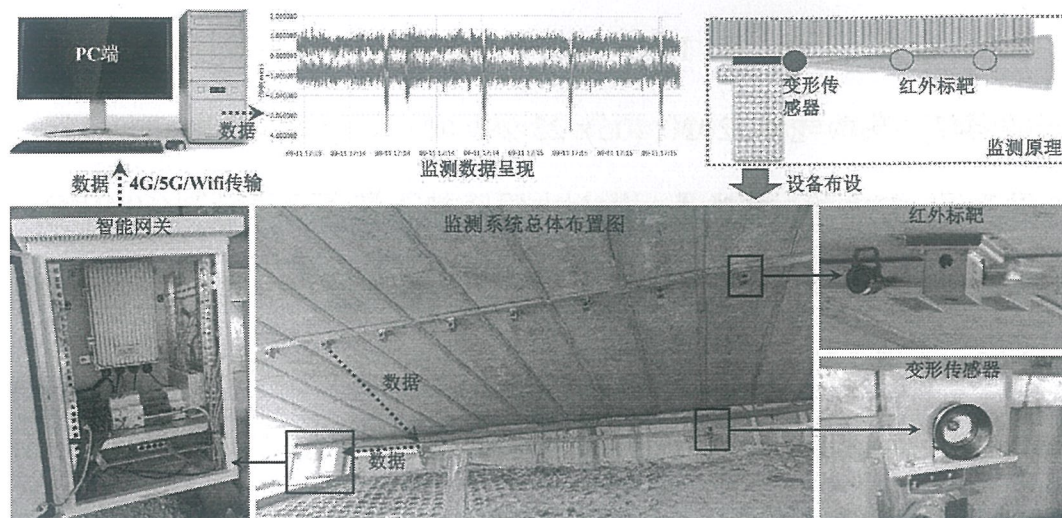 PC端
数据
监测数据呈现
变形传
感器
红外标靶
监测原理
数据
4G/5G/Wifi传输
设备布设
智能网关
监测系统总体布置图
红外标靶
数据
数据
变形传感器